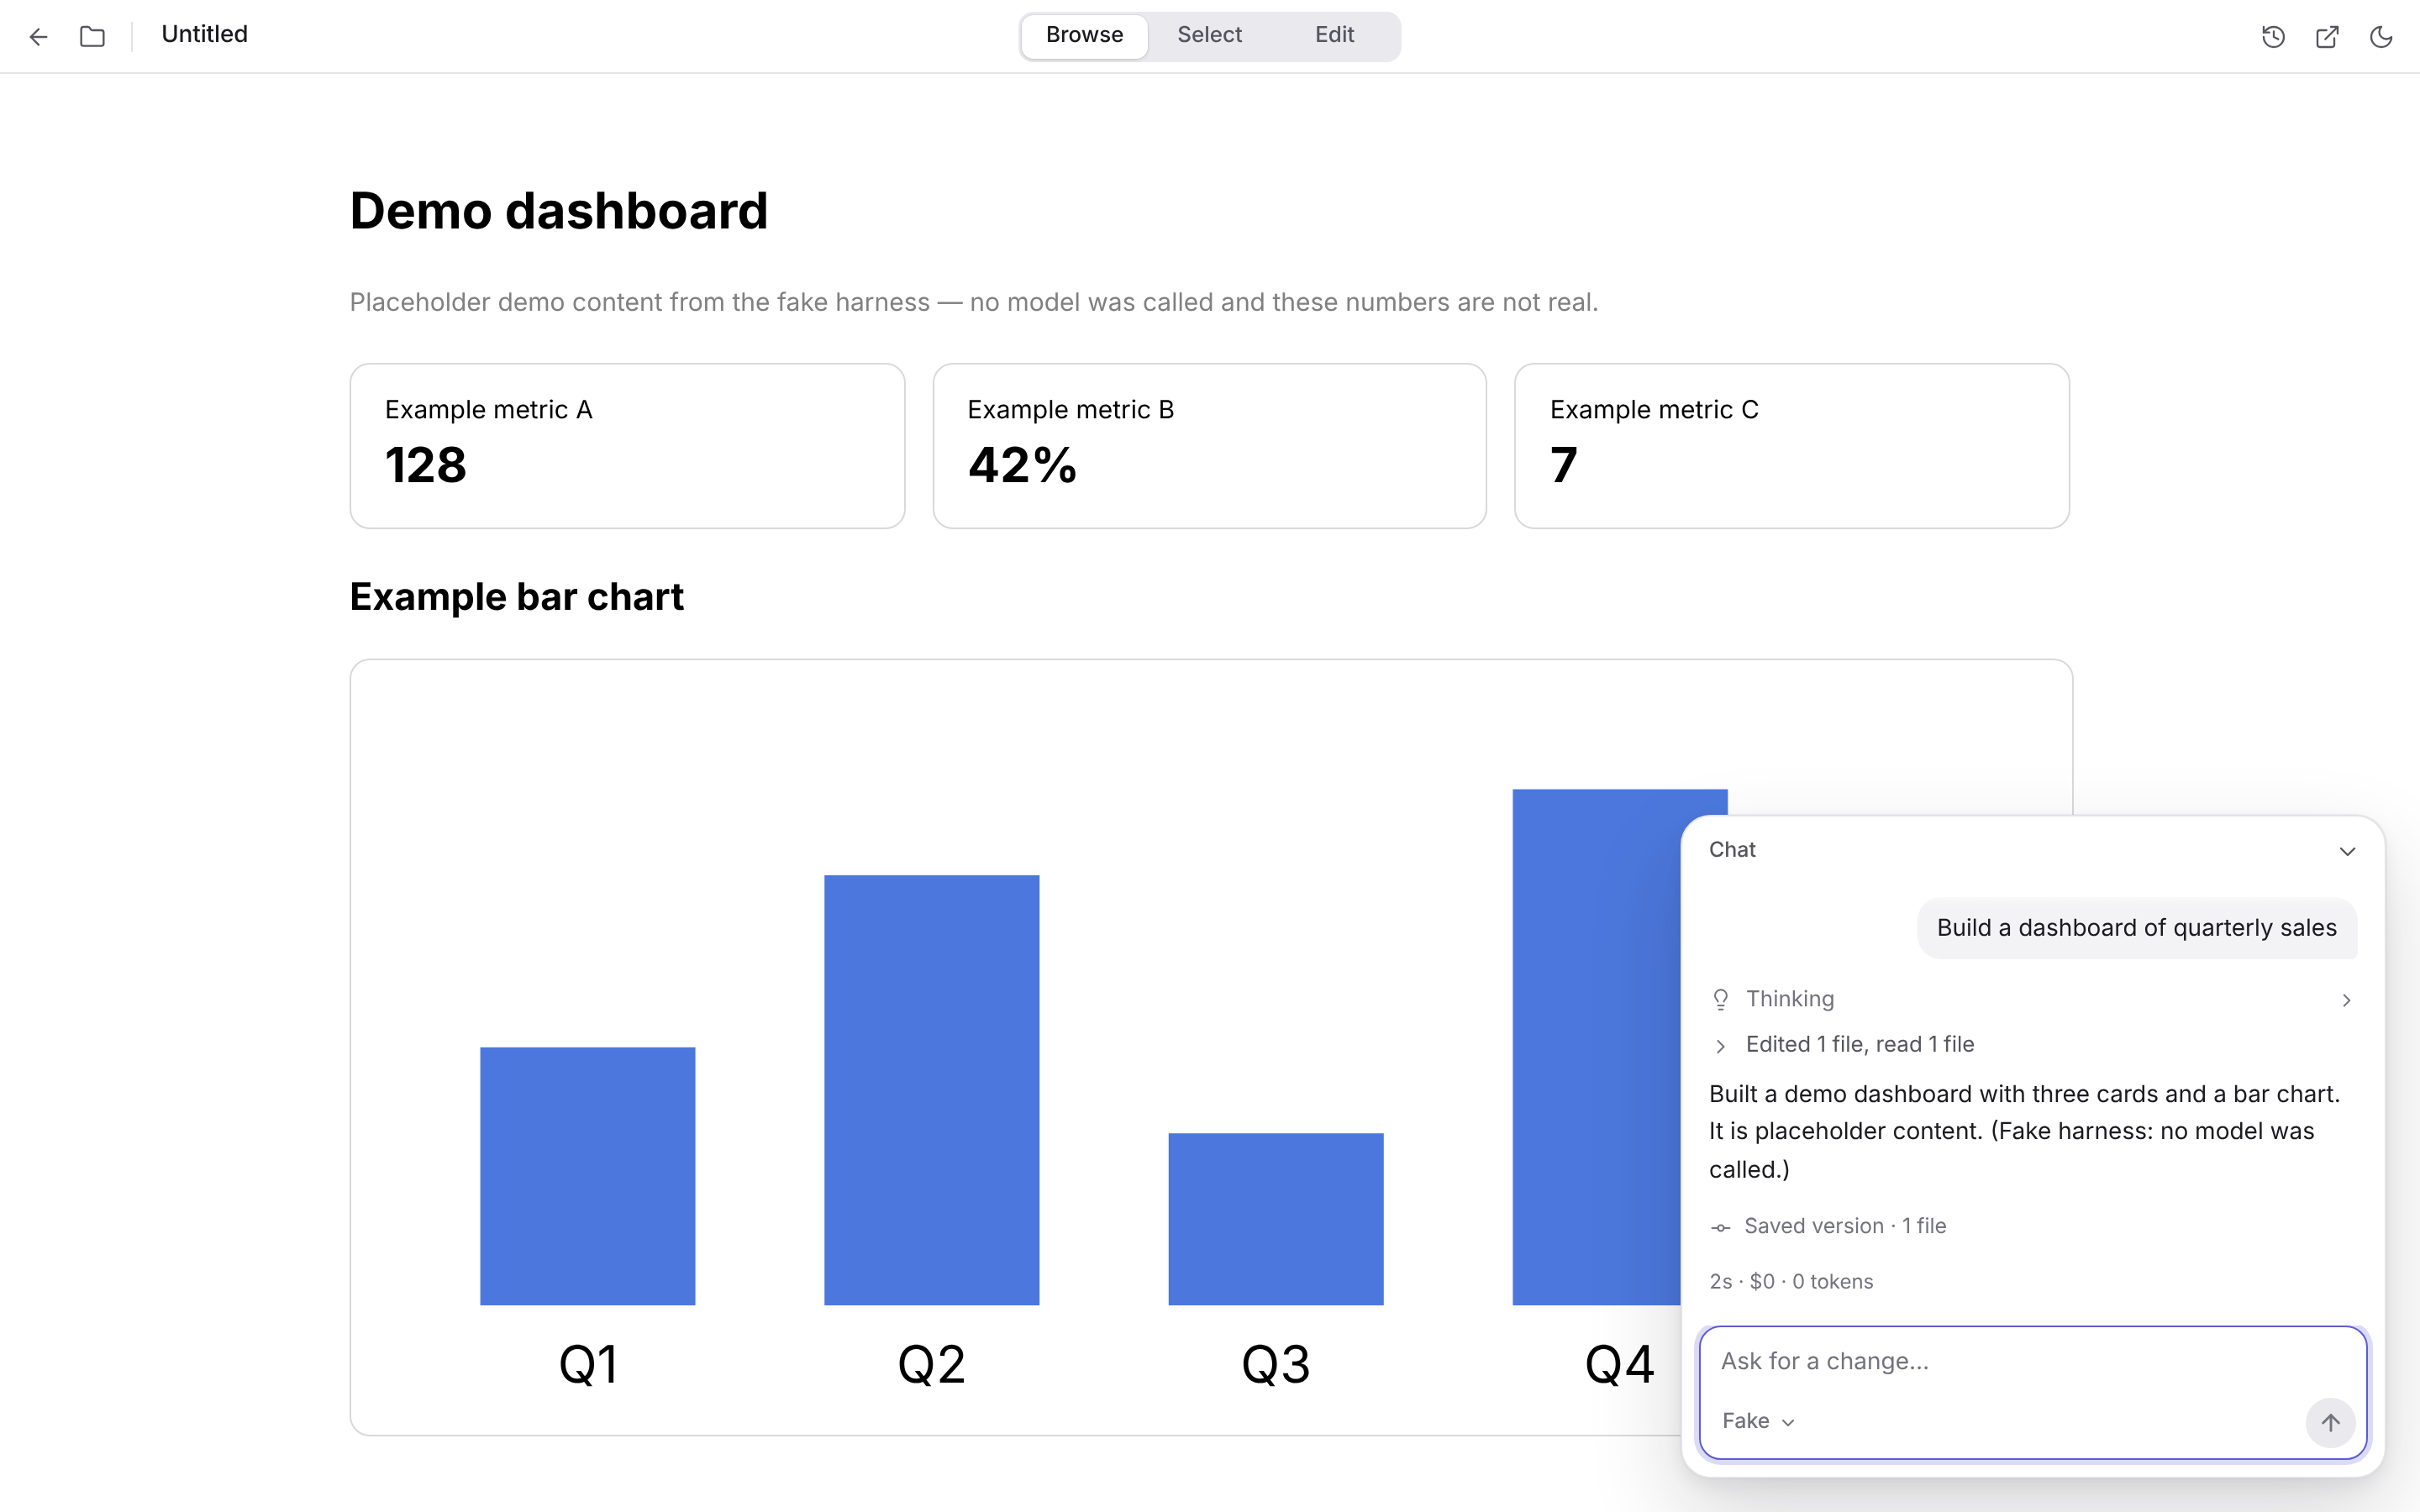 Untitled
Browse
Select
Edit
Demo dashboard
Placeholder demo content from the fake harness — no model was called and these numbers are not real.
Example metric A
128
Example metric B
42%
Example metric C
7
Example bar chart
Q1
Q2
Q3
Q4
Chat
Build a dashboard of quarterly sales
Thinking
Edited 1 file, read 1 file
Built a demo dashboard with three cards and a bar chart.
It is placeholder content. (Fake harness: no model was
called.)
Saved version · 1 file
2s · $0 · 0 tokens
Ask for a change...
Fake